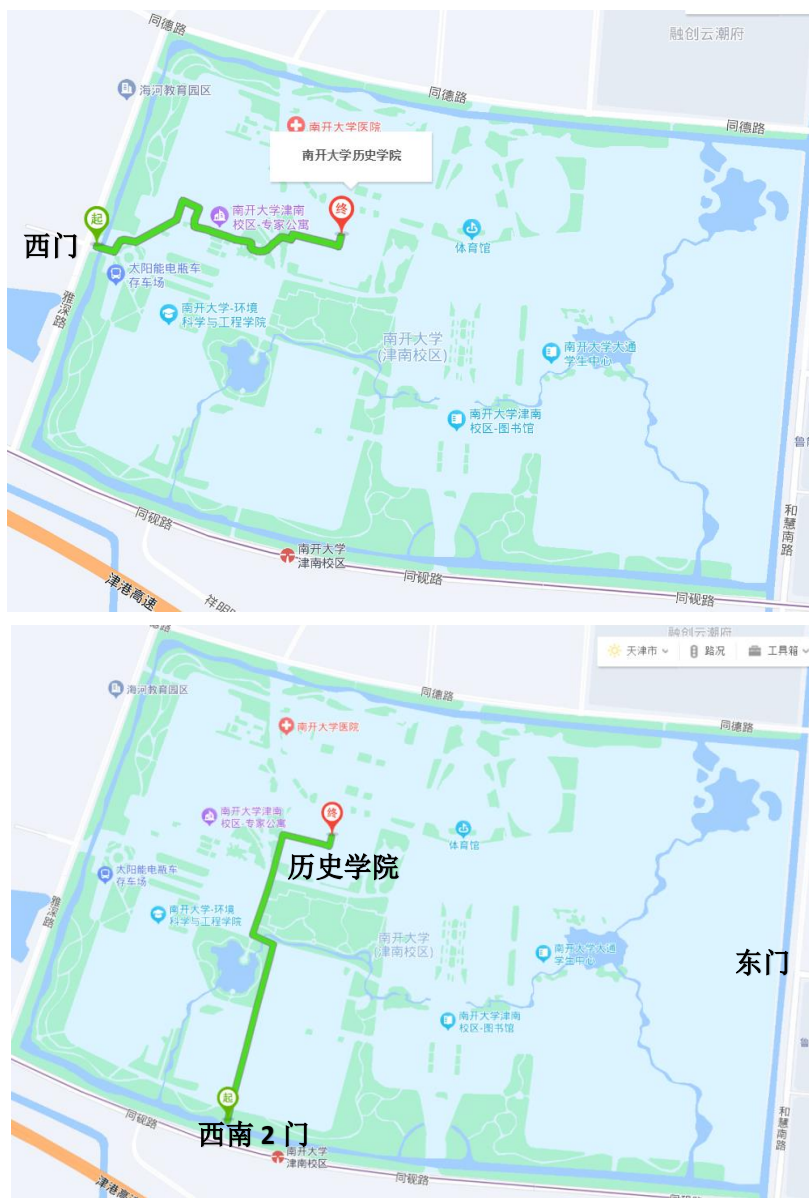 同德路
融创云潮府
海河教育园区
同德路
同德路
南开大学医院
南开大学历史学院
起
终
南开大学津南
校区-专家公寓
西门
体育馆
太阳能电瓶车
存车场
雅深路
南开大学-环境
科学与工程学院
南开大学
(津南校区)
南开大学大通
学生中心
南开大学津南
校区-图书馆
和慧南路
同砚路
南开大学
津南校区
同砚路
同砚路
津港高速
融创云潮府
天津市
路况
工具箱
海河教育园区
同德路
同德路
南开大学医院
终
南开大学津南
校区-专家公寓
体育馆
历史学院
太阳能电瓶车
存车场
雅深路
南开大学-环境
科学与工程学院
南开大学
(津南校区)
南开大学大通
学生中心
东门
南开大学津南
校区-图书馆
起
和慧南路
同砚路
西南 2 门
南开大学
津南校区
同砚路